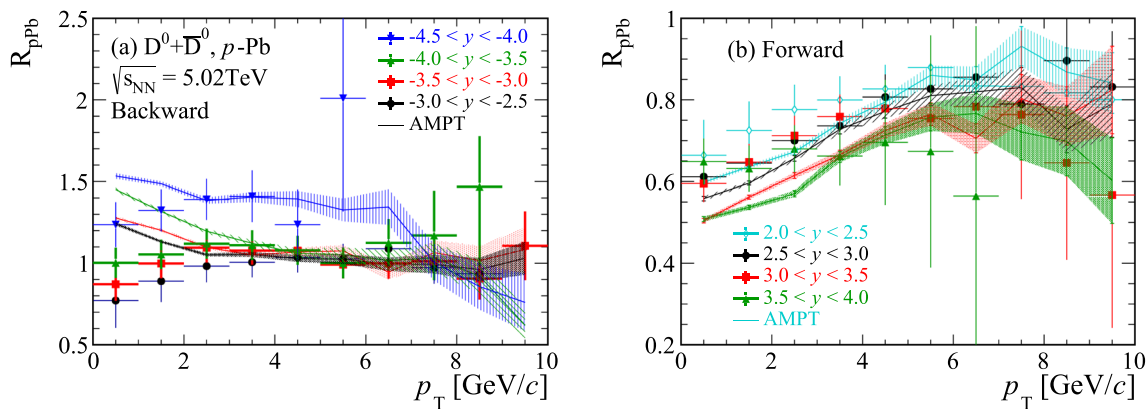 R_pPb
2.5
2
1.5
1
0.5
(a) D⁰+D̅⁰, p-Pb
√s_NN = 5.02TeV
Backward
-4.5 < y < -4.0
-4.0 < y < -3.5
-3.5 < y < -3.0
-3.0 < y < -2.5
AMPT
0 2 4 6 8 10
p_T [GeV/c]
R_pPb
1
0.8
0.6
0.4
0.2
(b) Forward
2.0 < y < 2.5
2.5 < y < 3.0
3.0 < y < 3.5
3.5 < y < 4.0
AMPT
0 2 4 6 8 10
p_T [GeV/c]